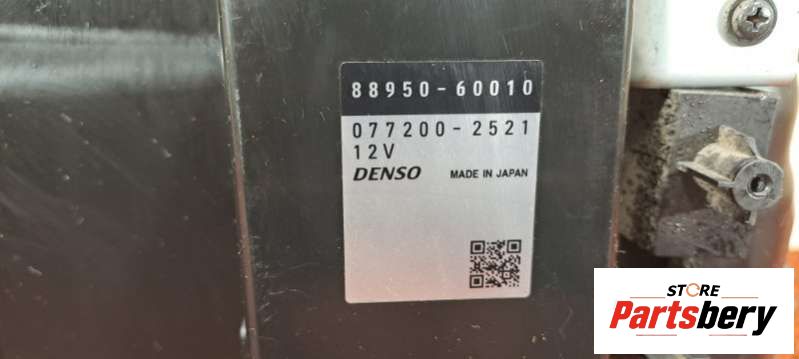 88950-60010
077200-2521
12V
DENSO MADE IN JAPAN
STORE
Partsbery